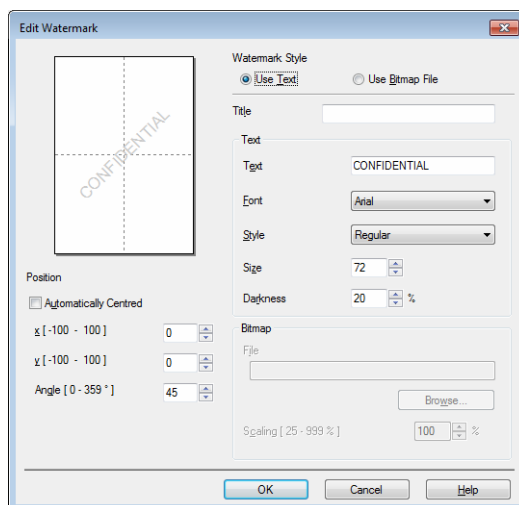 Edit Watermark
CONFIDENTIAL
Position
Automatically Centred
x [ -100 - 100 ] 0
y [ -100 - 100 ] 0
Angle [ 0 - 359 ° ] 45
Watermark Style
Use Text Use Bitmap File
Title
Text
Text CONFIDENTIAL
Font Arial
Style Regular
Size 72
Darkness 20 %
Bitmap
File
Browse...
Scaling [ 25 - 999 % ] 100 %
OK Cancel Help